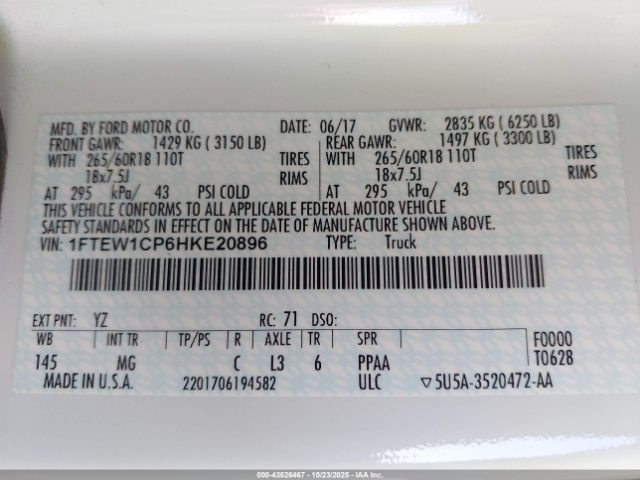 MFD. BY FORD MOTOR CO. DATE: 06/17 GVWR: 2835 KG ( 6250 LB)
FRONT GAWR: 1429 KG ( 3150 LB) REAR GAWR: 1497 KG ( 3300 LB)
WITH 265/60R18 110T TIRES WITH 265/60R18 110T TIRES
18x7.5J RIMS 18x7.5J RIMS
AT 295 kPa/ 43 PSI COLD AT 295 kPa/ 43 PSI COLD
THIS VEHICLE CONFORMS TO ALL APPLICABLE FEDERAL MOTOR VEHICLE
SAFETY STANDARDS IN EFFECT ON THE DATE OF MANUFACTURE SHOWN ABOVE.
VIN: 1FTEW1CP6HKE20896 TYPE: Truck
EXT PNT: YZ RC: 71 DSO:
WB INT TR TP/PS R AXLE TR SPR F0000
145 MG C L3 6 PPAA T0628
MADE IN U.S.A. 2201706194582 ULC ▽5U5A-3520472-AA
000-43526467 - 10/23/2025 - IAA, Inc.